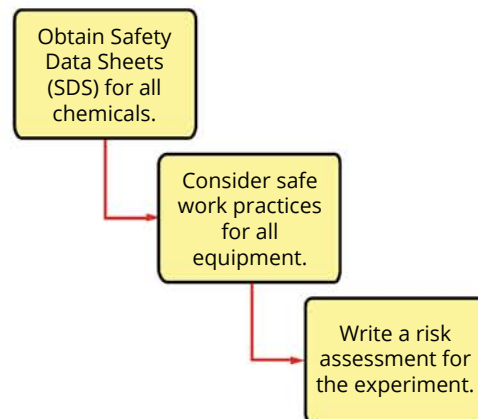 Obtain Safety
Data Sheets
(SDS) for all
chemicals.
Consider safe
work practices
for all
equipment.
Write a risk
assessment for
the experiment.